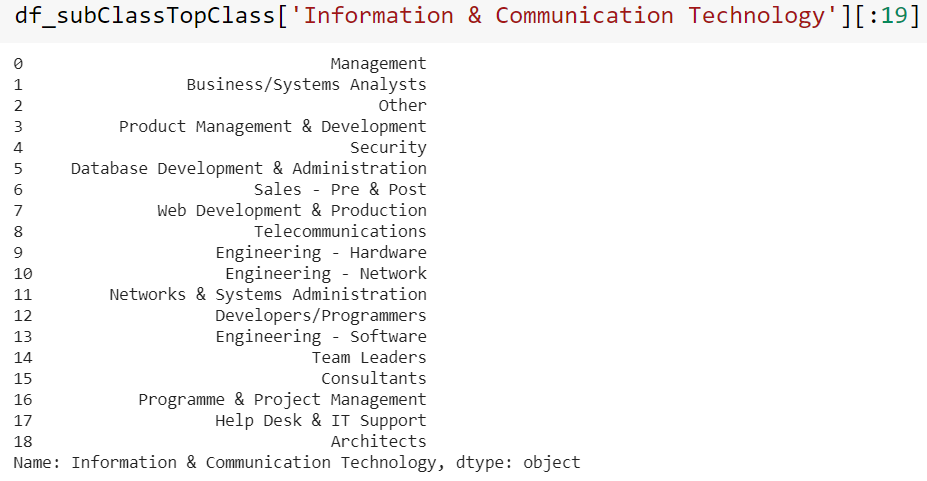 df_subClassTopClass['Information & Communication Technology'][:19]
0 Management
1 Business/Systems Analysts
2 Other
3 Product Management & Development
4 Security
5 Database Development & Administration
6 Sales - Pre & Post
7 Web Development & Production
8 Telecommunications
9 Engineering - Hardware
10 Engineering - Network
11 Networks & Systems Administration
12 Developers/Programmers
13 Engineering - Software
14 Team Leaders
15 Consultants
16 Programme & Project Management
17 Help Desk & IT Support
18 Architects
Name: Information & Communication Technology, dtype: object